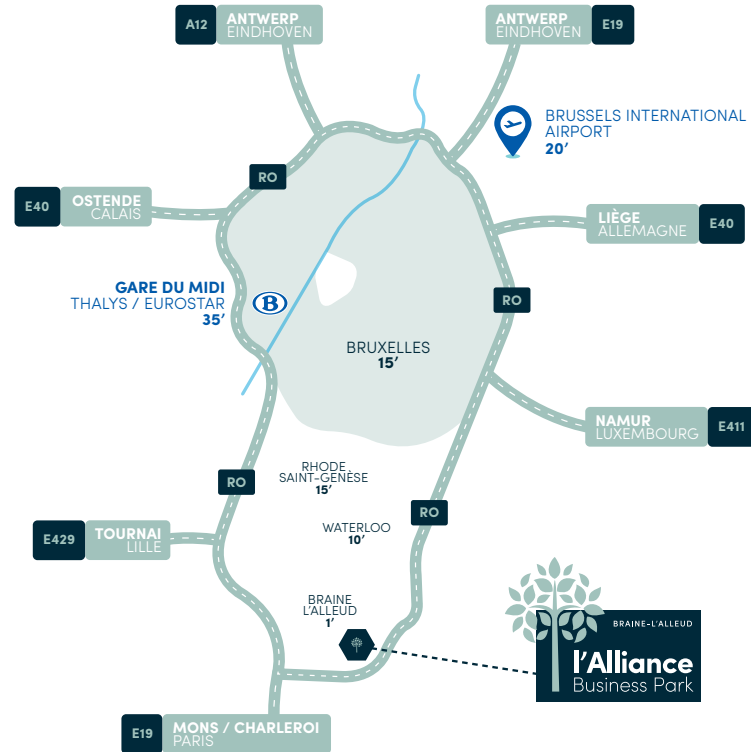 A12
ANTWERP
EINDHOVEN
ANTWERP
EINDHOVEN
E19
BRUSSELS INTERNATIONAL
AIRPORT
20′
RO
E40
OSTENDE
CALAIS
LIÈGE
ALLEMAGNE
E40
GARE DU MIDI
THALYS / EUROSTAR
35′
B
RO
BRUXELLES
15′
NAMUR
LUXEMBOURG
E411
RHODE
SAINT-GENÈSE
15′
RO
WATERLOO
10′
RO
E429
TOURNAI
LILLE
BRAINE
L'ALLEUD
1′
BRAINE-L'ALLEUD
l'Alliance
Business Park
E19
MONS / CHARLEROI
PARIS